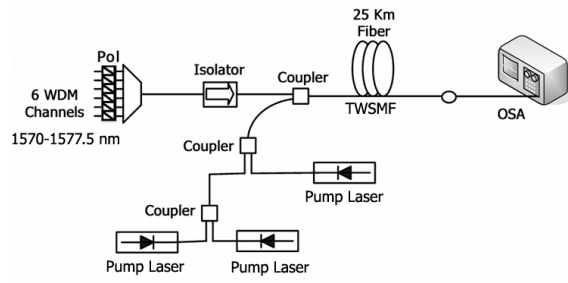 25 Km
Fiber
Pol
Isolator
Coupler
6 WDM
Channels
1570-1577.5 nm
TWSMF
OSA
Coupler
Pump Laser
Coupler
Pump Laser
Pump Laser